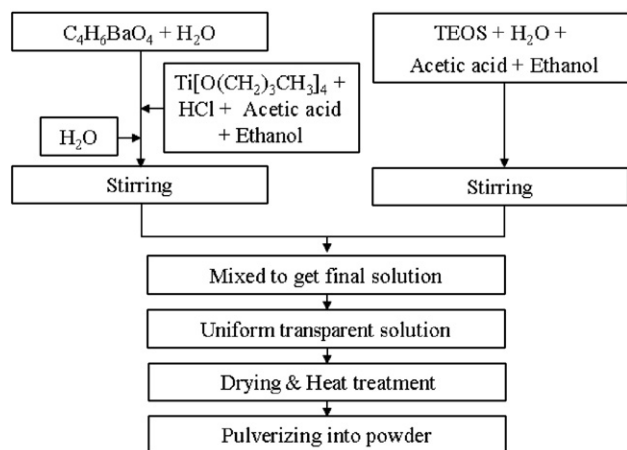 C₄H₆BaO₄ + H₂O
Ti[O(CH₂)₃CH₃]₄ +
HCl + Acetic acid
+ Ethanol
H₂O
Stirring
TEOS + H₂O +
Acetic acid + Ethanol
Stirring
Mixed to get final solution
Uniform transparent solution
Drying & Heat treatment
Pulverizing into powder